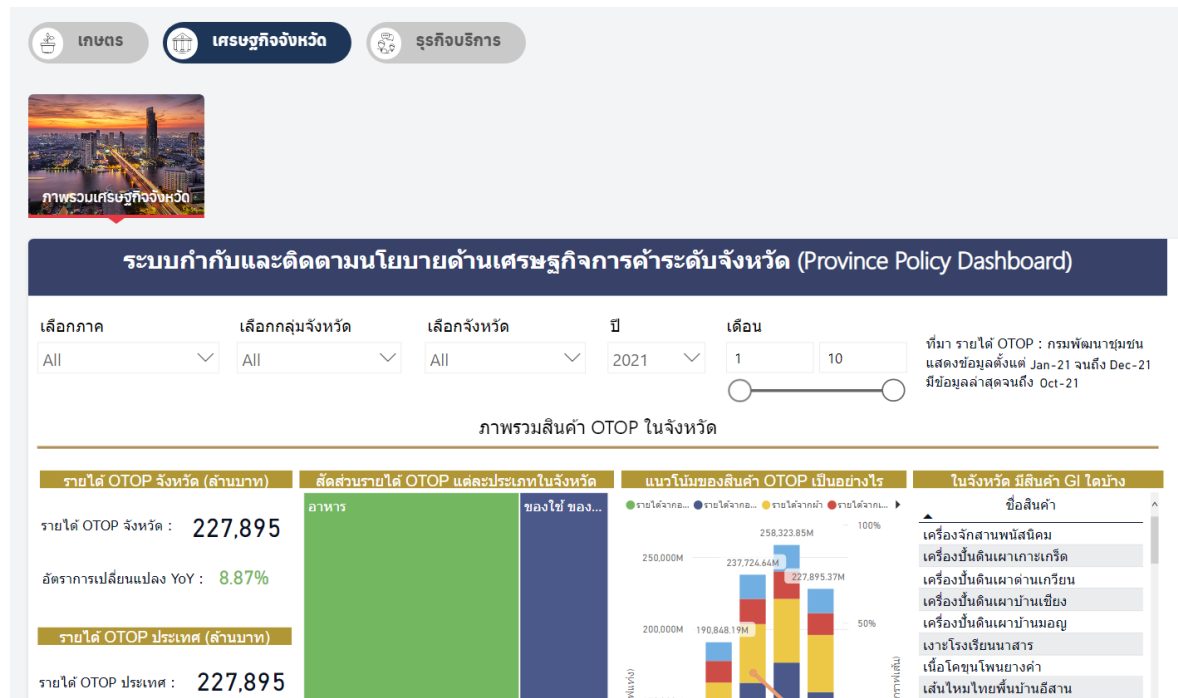 เกษตร
เศรษฐกิจจังหวัด
ธุรกิจบริการ
ภาพรวมเศรษฐกิจจังหวัด
ระบบกำกับและติดตามนโยบายด้านเศรษฐกิจการค้าระดับจังหวัด (Province Policy Dashboard)
เลือกภาค
เลือกกลุ่มจังหวัด
เลือกจังหวัด
ปี
เดือน
All
All
All
2021
1
10
ที่มา รายได้ OTOP : กรมพัฒนาชุมชน
แสดงข้อมูลตั้งแต่ Jan-21 จนถึง Dec-21
มีข้อมูลล่าสุดจนถึง Oct-21
ภาพรวมสินค้า OTOP ในจังหวัด
รายได้ OTOP จังหวัด (ล้านบาท)
รายได้ OTOP จังหวัด : 227,895
อัตราการเปลี่ยนแปลง YoY : 8.87%
รายได้ OTOP ประเทศ (ล้านบาท)
รายได้ OTOP ประเทศ : 227,895
สัดส่วนรายได้ OTOP แต่ละประเภทในจังหวัด
อาหาร
ของใช้ ของ...
แนวโน้มของสินค้า OTOP เป็นอย่างไร
รายได้จากอ... รายได้จากอ... รายได้จากผ้า รายได้จากเ...
258,323.85M
100%
250,000M
237,724.64M
227,895.37M
200,000M
190,848.19M
50%
ในจังหวัด มีสินค้า GI ใดบ้าง
ชื่อสินค้า
เครื่องจักสานพนัสนิคม
เครื่องปั้นดินเผาเกาะเกร็ด
เครื่องปั้นดินเผาด่านเกวียน
เครื่องปั้นดินเผาบ้านเชียง
เครื่องปั้นดินเผาบ้านมอญ
เงาะโรงเรียนนาสาร
เนื้อโคขุนโพนยางคำ
เส้นไหมไทยพื้นบ้านอีสาน